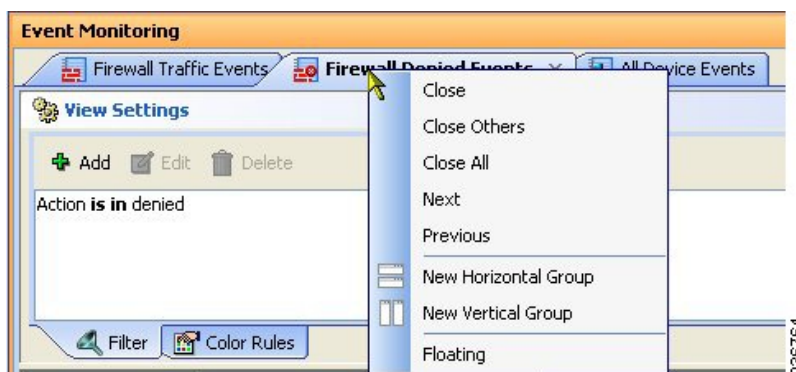 Event Monitoring
Firewall Traffic Events
Firewall Denied Events
All Device Events
View Settings
Add Edit Delete
Action is in denied
Close
Close Others
Close All
Next
Previous
New Horizontal Group
New Vertical Group
Floating
Filter Color Rules